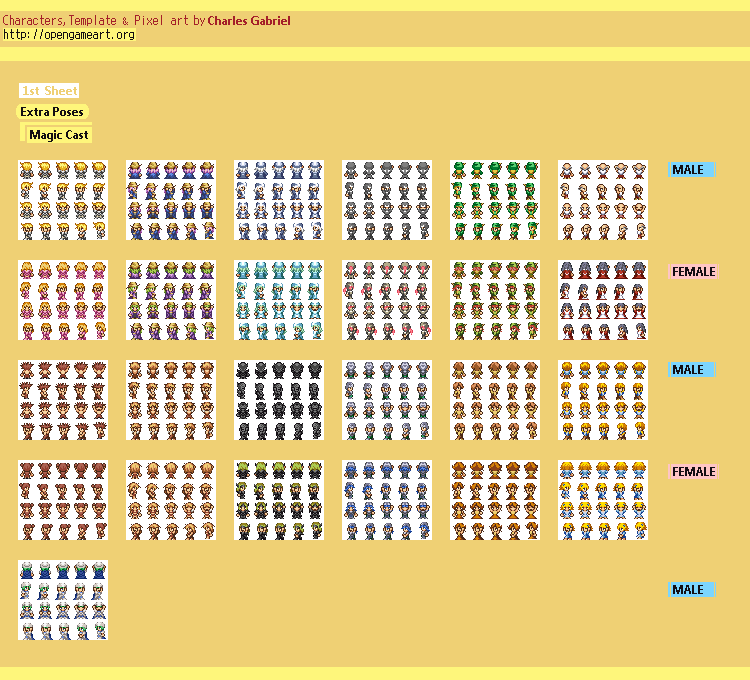 Characters, Template & Pixel art by Charles Gabriel
http://opengameart.org
1st Sheet
Extra Poses
Magic Cast
MALE
FEMALE
MALE
FEMALE
MALE